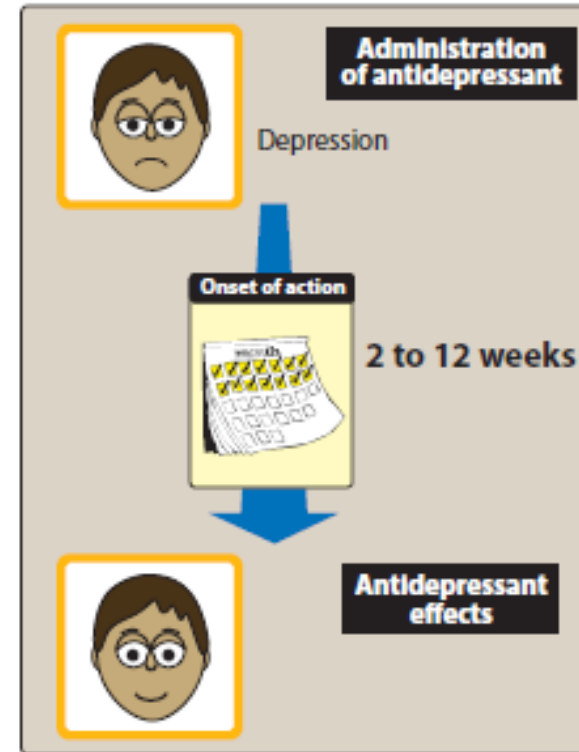 Administration
of antidepressant
Depression
Onset of action
2 to 12 weeks
Antidepressant
effects